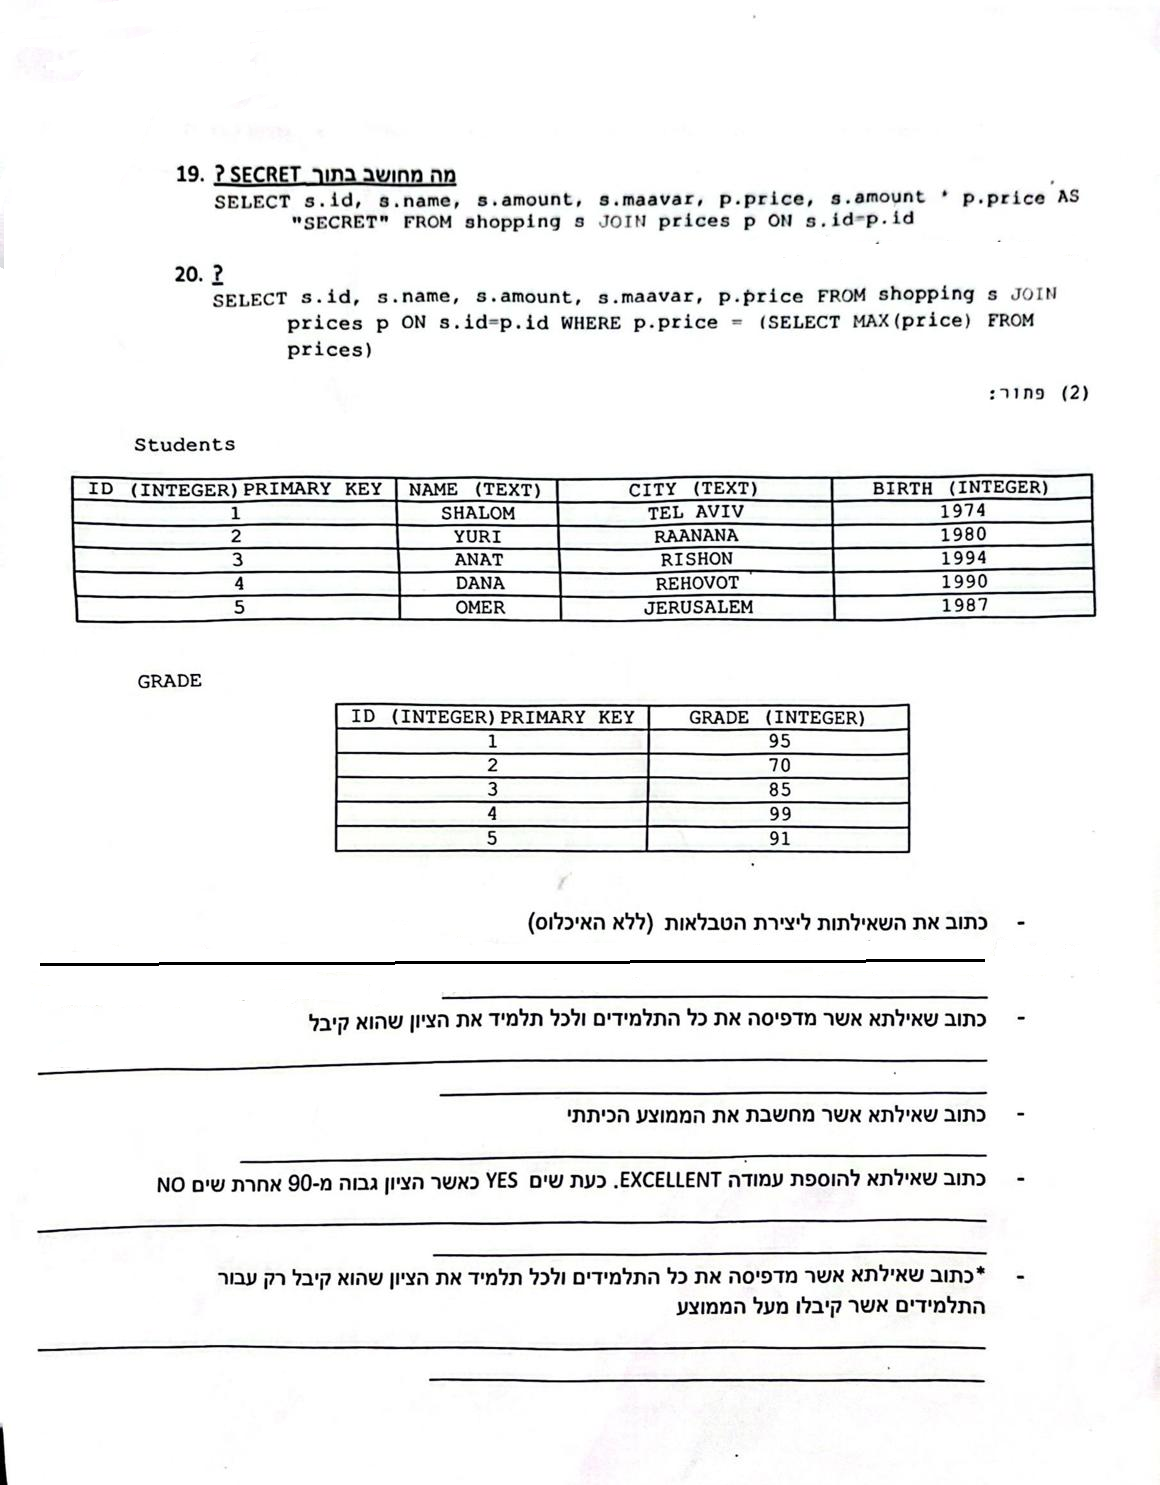 19. מה מחושב בתוך SECRET ?
SELECT s.id, s.name, s.amount, s.maavar, p.price, s.amount * p.price AS
"SECRET" FROM shopping s JOIN prices p ON s.id=p.id
20. ?
SELECT s.id, s.name, s.amount, s.maavar, p.price FROM shopping s JOIN
prices p ON s.id=p.id WHERE p.price = (SELECT MAX(price) FROM
prices)
(2) פתור:
Students
ID (INTEGER) PRIMARY KEY NAME (TEXT) CITY (TEXT) BIRTH (INTEGER)
1 SHALOM TEL AVIV 1974
2 YURI RAANANA 1980
3 ANAT RISHON 1994
4 DANA REHOVOT 1990
5 OMER JERUSALEM 1987
GRADE
ID (INTEGER) PRIMARY KEY GRADE (INTEGER)
1 95
2 70
3 85
4 99
5 91
- כתוב את השאילתות ליצירת הטבלאות (ללא האיכלוס)
- כתוב שאילתא אשר מדפיסה את כל התלמידים ולכל תלמיד את הציון שהוא קיבל
- כתוב שאילתא אשר מחשבת את הממוצע הכיתתי
- כתוב שאילתא להוספת עמודה EXCELLENT. כעת שים YES כאשר הציון גבוה מ-90 אחרת שים NO
- *כתוב שאילתא אשר מדפיסה את כל התלמידים ולכל תלמיד את הציון שהוא קיבל רק עבור
התלמידים אשר קיבלו מעל הממוצע